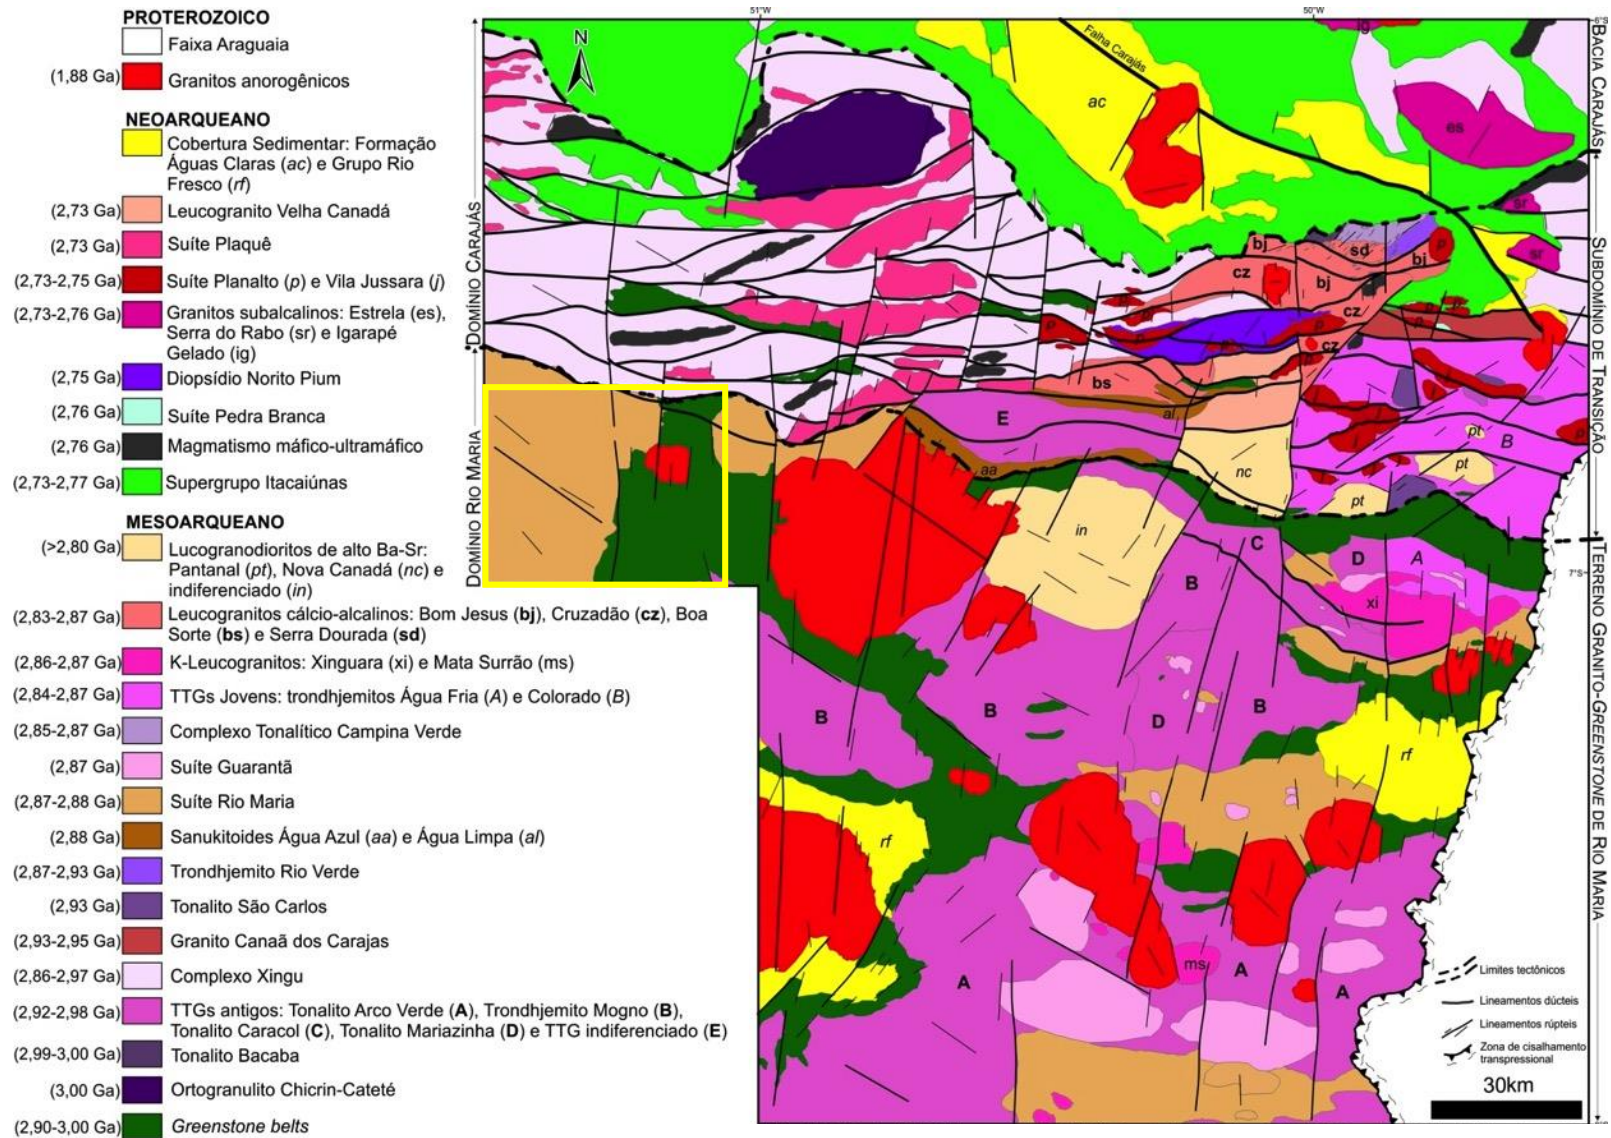 PROTEROZOICO
Faixa Araguaia
(1,88 Ga) Granitos anorogênicos
NEOARQUEANO
Cobertura Sedimentar: Formação
Águas Claras (ac) e Grupo Rio
Fresco (rf)
(2,73 Ga) Leucogranito Velha Canadá
(2,73 Ga) Suíte Plaquê
(2,73-2,75 Ga) Suíte Planalto (p) e Vila Jussara (j)
(2,73-2,76 Ga) Granitos subalcalinos: Estrela (es),
Serra do Rabo (sr) e Igarapé
Gelado (ig)
(2,75 Ga) Diopsídio Norito Pium
(2,76 Ga) Suíte Pedra Branca
(2,76 Ga) Magmatismo máfico-ultramáfico
(2,73-2,77 Ga) Supergrupo Itacaiúnas
MESOARQUEANO
(>2,80 Ga) Lucogranodioritos de alto Ba-Sr:
Pantanal (pt), Nova Canadá (nc) e
indiferenciado (in)
(2,83-2,87 Ga) Leucogranitos cálcio-alcalinos: Bom Jesus (bj), Cruzadão (cz), Boa
Sorte (bs) e Serra Dourada (sd)
(2,86-2,87 Ga) K-Leucogranitos: Xinguara (xi) e Mata Surrão (ms)
(2,84-2,87 Ga) TTGs Jovens: trondhjemitos Água Fria (A) e Colorado (B)
(2,85-2,87 Ga) Complexo Tonalítico Campina Verde
(2,87 Ga) Suíte Guarantã
(2,87-2,88 Ga) Suíte Rio Maria
(2,88 Ga) Sanukitoides Água Azul (aa) e Água Limpa (al)
(2,87-2,93 Ga) Trondhjemito Rio Verde
(2,93 Ga) Tonalito São Carlos
(2,93-2,95 Ga) Granito Canaã dos Carajas
(2,86-2,97 Ga) Complexo Xingu
(2,92-2,98 Ga) TTGs antigos: Tonalito Arco Verde (A), Trondhjemito Mogno (B),
Tonalito Caracol (C), Tonalito Mariazinha (D) e TTG indiferenciado (E)
(2,99-3,00 Ga) Tonalito Bacaba
(3,00 Ga) Ortogranulito Chicrin-Cateté
(2,90-3,00 Ga) Greenstone belts
51°W
50°W
6°S
7°S
N
DOMÍNIO CARAJÁS
DOMÍNIO RIO MARIA
BACIA CARAJÁS
SUBDOMÍNIO DE TRANSIÇÃO
TERRENO GRANITO-GREENSTONE DE RIO MARIA
Falha Carajás
ig
ac
es
sr
sr
bj
sd
bj
p
cz
bj
cz
cz
p
p
p
p
bs
al
E
aa
nc
pt
B
pt
pt
in
C
B
D
A
xi
B
B
D
B
rf
rf
A
ms
A
A
Limites tectônicos
Lineamentos dúcteis
Lineamentos rúpteis
Zona de cisalhamento
transpressional
30km